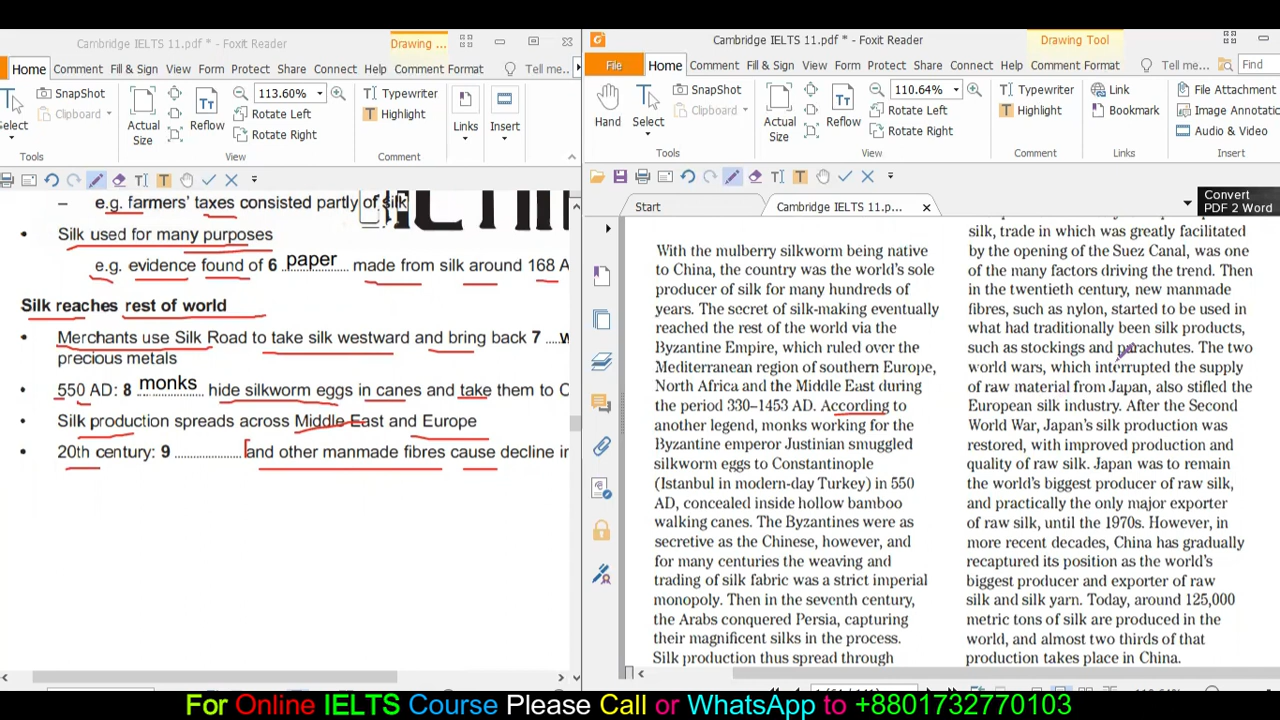 Cambridge IELTS 11.pdf * - Foxit Reader
Drawing ...
Home Comment Fill & Sign View Form Protect Share Connect Help Comment Format Tell me...
SnapShot
Clipboard
Select
Actual Size
Reflow
113.60%
Rotate Left
Rotate Right
Typewriter
Highlight
Links
Insert
Tools View Comment
– e.g. farmers' taxes consisted partly of silk
• Silk used for many purposes
e.g. evidence found of 6 paper made from silk around 168 A
Silk reaches rest of world
• Merchants use Silk Road to take silk westward and bring back 7 ....
precious metals
• 550 AD: 8 monks hide silkworm eggs in canes and take them to C
• Silk production spreads across Middle East and Europe
• 20th century: 9 ...................... and other manmade fibres cause decline in
Cambridge IELTS 11.pdf * - Foxit Reader
Drawing Tool
File Home Comment Fill & Sign View Form Protect Share Connect Help Comment Format Tell me... Find
Hand
Select
SnapShot
Clipboard
Actual Size
Reflow
110.64%
Rotate Left
Rotate Right
Typewriter
Highlight
Link
Bookmark
File Attachment
Image Annotatio
Audio & Video
Tools View Comment Links Insert
Start
Cambridge IELTS 11.p...
Convert
PDF 2 Word
With the mulberry silkworm being native
to China, the country was the world's sole
producer of silk for many hundreds of
years. The secret of silk-making eventually
reached the rest of the world via the
Byzantine Empire, which ruled over the
Mediterranean region of southern Europe,
North Africa and the Middle East during
the period 330–1453 AD. According to
another legend, monks working for the
Byzantine emperor Justinian smuggled
silkworm eggs to Constantinople
(Istanbul in modern-day Turkey) in 550
AD, concealed inside hollow bamboo
walking canes. The Byzantines were as
secretive as the Chinese, however, and
for many centuries the weaving and
trading of silk fabric was a strict imperial
monopoly. Then in the seventh century,
the Arabs conquered Persia, capturing
their magnificent silks in the process.
Silk production thus spread through
silk, trade in which was greatly facilitated
by the opening of the Suez Canal, was one
of the many factors driving the trend. Then
in the twentieth century, new manmade
fibres, such as nylon, started to be used in
what had traditionally been silk products,
such as stockings and parachutes. The two
world wars, which interrupted the supply
of raw material from Japan, also stifled the
European silk industry. After the Second
World War, Japan's silk production was
restored, with improved production and
quality of raw silk. Japan was to remain
the world's biggest producer of raw silk,
and practically the only major exporter
of raw silk, until the 1970s. However, in
more recent decades, China has gradually
recaptured its position as the world's
biggest producer and exporter of raw
silk and silk yarn. Today, around 125,000
metric tons of silk are produced in the
world, and almost two thirds of that
production takes place in China.
For Online IELTS Course Please Call or WhatsApp to +8801732770103